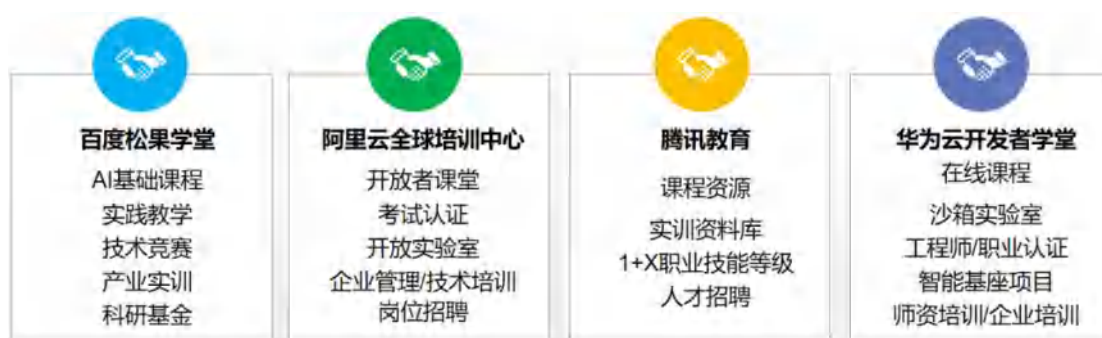 百度松果学堂
AI基础课程
实践教学
技术竞赛
产业实训
科研基金
阿里云全球培训中心
开放者课堂
考试认证
开放实验室
企业管理/技术培训
岗位招聘
腾讯教育
课程资源
实训资料库
1+X职业技能等级
人才招聘
华为云开发者学堂
在线课程
沙箱实验室
工程师/职业认证
智能基座项目
师资培训/企业培训